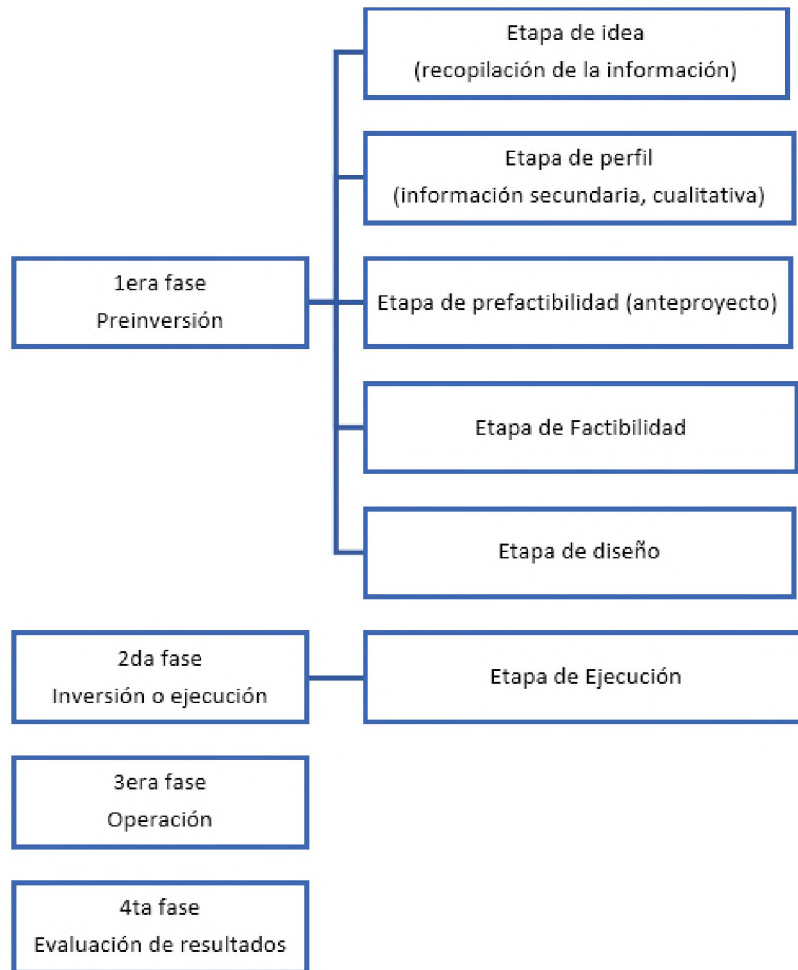 Etapa de idea
(recopilación de la información)
Etapa de perfil
(información secundaria, cualitativa)
1era fase
Preinversión
Etapa de prefactibilidad (anteproyecto)
Etapa de Factibilidad
Etapa de diseño
2da fase
Inversión o ejecución
Etapa de Ejecución
3era fase
Operación
4ta fase
Evaluación de resultados